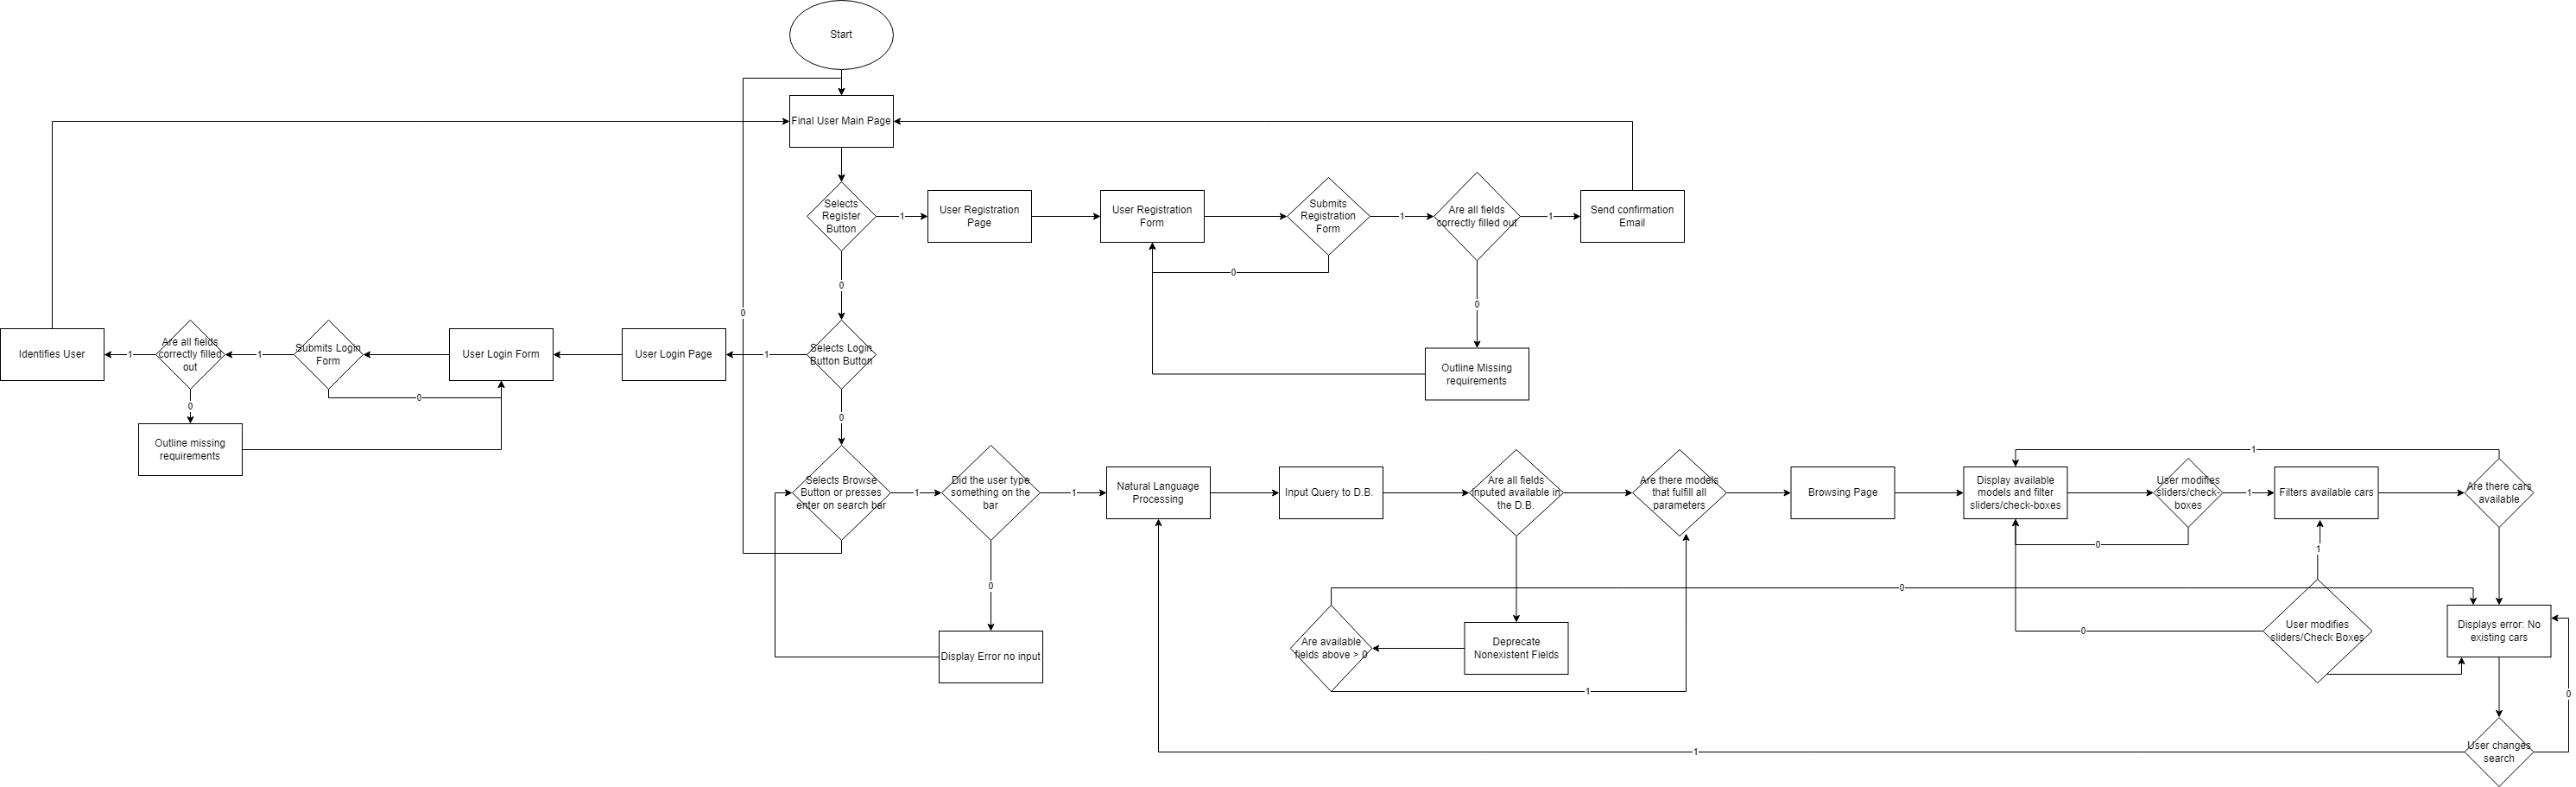 Start
Final User Main Page
Selects
Register
Button
1
User Registration
Page
User Registration
Form
Submits
Registration
Form
1
Are all fields
correctly filled out
1
Send confirmation
Email
0
0
0
0
Identifies User
1
Are all fields
correctly filled
out
1
Submits Login
Form
User Login Form
User Login Page
1
Selects Login
Button Button
Outline Missing
requirements
0
0
0
Outline missing
requirements
Selects Browse
Button or presses
enter on search bar
1
Did the user type
something on the
bar
1
Natural Language
Processing
Input Query to D.B.
Are all fields
inputed available in
the D.B.
Are there models
that fulfill all
parameters
Browsing Page
Display available
models and filter
sliders/check-boxes
User modifies
sliders/check-
boxes
1
Filters available cars
Are there cars
available
1
0
1
0
0
Display Error no input
Are available
fields above > 0
Deprecate
Nonexistent Fields
0
User modifies
sliders/Check Boxes
Displays error: No
existing cars
1
0
1
User changes
search